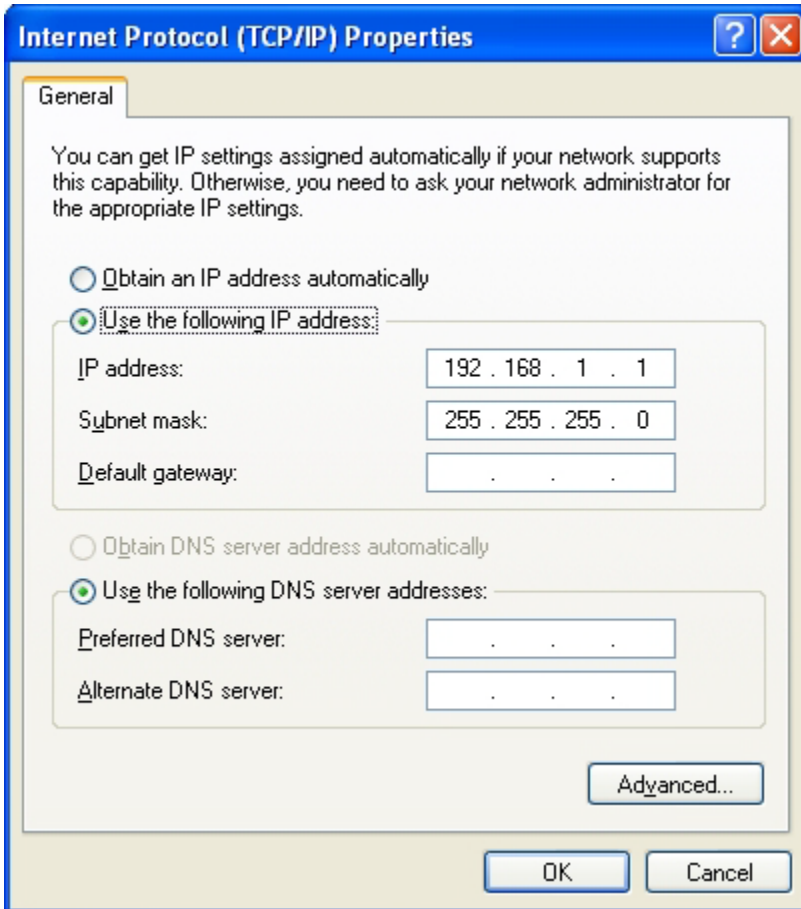 Internet Protocol (TCP/IP) Properties
General
You can get IP settings assigned automatically if your network supports
this capability. Otherwise, you need to ask your network administrator for
the appropriate IP settings.
Obtain an IP address automatically
Use the following IP address:
IP address: 192 . 168 . 1 . 1
Subnet mask: 255 . 255 . 255 . 0
Default gateway: . . .
Obtain DNS server address automatically
Use the following DNS server addresses:
Preferred DNS server: . . .
Alternate DNS server: . . .
Advanced...
OK Cancel